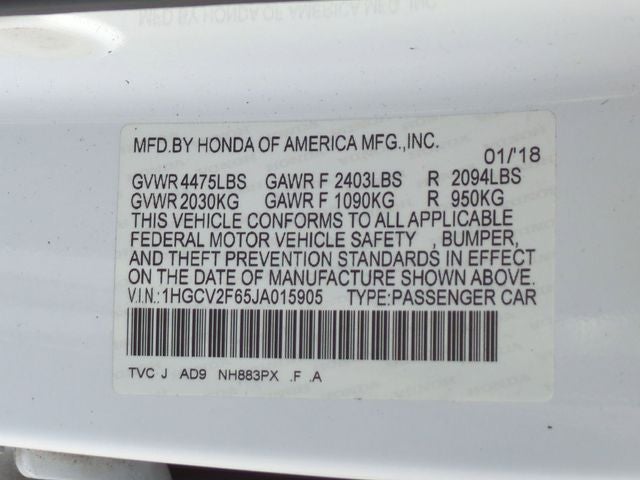 MFD.BY HONDA OF AMERICA MFG.,INC.
01/'18
GVWR 4475LBS GAWR F 2403LBS R 2094LBS
GVWR 2030KG GAWR F 1090KG R 950KG
THIS VEHICLE CONFORMS TO ALL APPLICABLE
FEDERAL MOTOR VEHICLE SAFETY , BUMPER,
AND THEFT PREVENTION STANDARDS IN EFFECT
ON THE DATE OF MANUFACTURE SHOWN ABOVE.
V.I.N.: 1HGCV2F65JA015905 TYPE:PASSENGER CAR
TVC J AD9 NH883PX .F .A